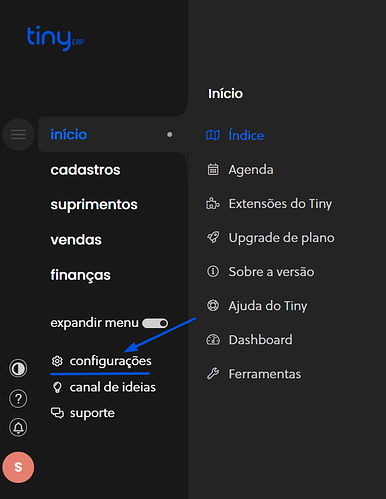 tiny ERP
início
cadastros
suprimentos
vendas
finanças
expandir menu
configurações
canal de ideias
suporte
?
S
Início
Índice
Agenda
Extensões do Tiny
Upgrade de plano
Sobre a versão
Ajuda do Tiny
Dashboard
Ferramentas